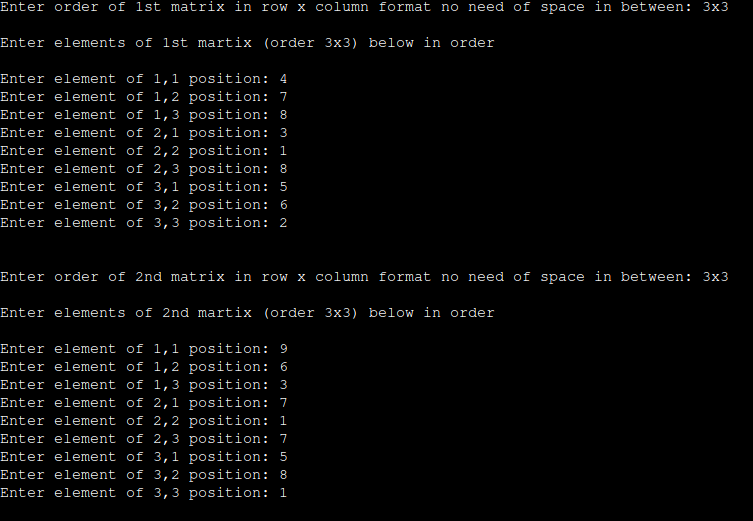 Enter order of 1st matrix in row x column format no need of space in between: 3x3
Enter elements of 1st martix (order 3x3) below in order
Enter element of 1,1 position: 4
Enter element of 1,2 position: 7
Enter element of 1,3 position: 8
Enter element of 2,1 position: 3
Enter element of 2,2 position: 1
Enter element of 2,3 position: 8
Enter element of 3,1 position: 5
Enter element of 3,2 position: 6
Enter element of 3,3 position: 2
Enter order of 2nd matrix in row x column format no need of space in between: 3x3
Enter elements of 2nd martix (order 3x3) below in order
Enter element of 1,1 position: 9
Enter element of 1,2 position: 6
Enter element of 1,3 position: 3
Enter element of 2,1 position: 7
Enter element of 2,2 position: 1
Enter element of 2,3 position: 7
Enter element of 3,1 position: 5
Enter element of 3,2 position: 8
Enter element of 3,3 position: 1